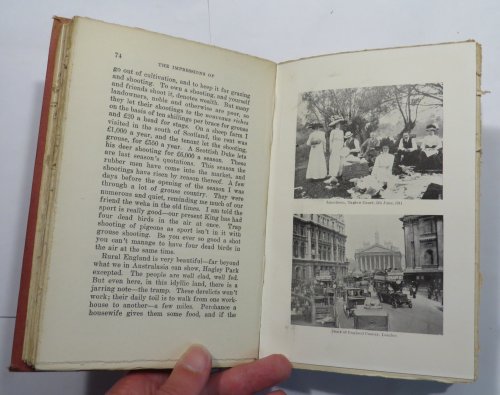 74
THE IMPRESSIONS OF
go out of cultivation, and to keep it for grazing
and shooting. To own a shooting, and yourself
and friends shoot it, denotes wealth. But many
landowners, noble and otherwise are poor, so
they let their shootings to the nouveaux riches
on the basis of ten shillings per brace for grouse
and £20 a head for stags. On a sheep farm I
visited in the south of Scotland, the rent was
£1,000 a year, and the tenant let the shooting,
grouse, for £550 a year. A Scottish Duke lets
his deer shooting for £6,000 a season. These
are last season's quotations. This season the
rubber men have come into the market, and
shootings have risen by reason thereof. A few
days before the opening of the season I was
through a lot of grouse country. They were
numerous and quiet, reminding me much of our
friend the weka in the old times. I am told the
sport is really good—our present King has had
four dead birds in the air at once. Trap
shooting of pigeons as sport isn't in it with
grouse shooting. Be you ever so good a shot
you can't manage to have four dead birds in
the air at the same time.
Rural England is very beautiful—far beyond
what we in Australasia can show, Hagley Park
excepted. The people are well clad, well fed.
But even here, in this idyllic land, there is a
jarring note—the tramp. These derelicts won't
work; their daily toil is to walk from one work-
house to another—a few miles. Perchance a
housewife gives them some food, and if the
Bank of England Corner, London.